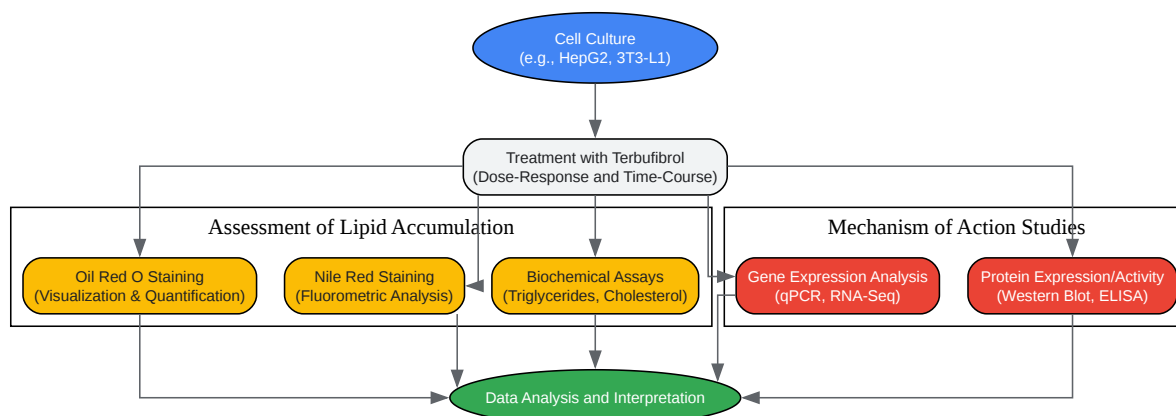 Cell Culture
(e.g., HepG2, 3T3-L1)
Treatment with Terbufibrol
(Dose-Response and Time-Course)
Assessment of Lipid Accumulation
Oil Red O Staining
(Visualization & Quantification)
Nile Red Staining
(Fluorometric Analysis)
Biochemical Assays
(Triglycerides, Cholesterol)
Mechanism of Action Studies
Gene Expression Analysis
(qPCR, RNA-Seq)
Protein Expression/Activity
(Western Blot, ELISA)
Data Analysis and Interpretation